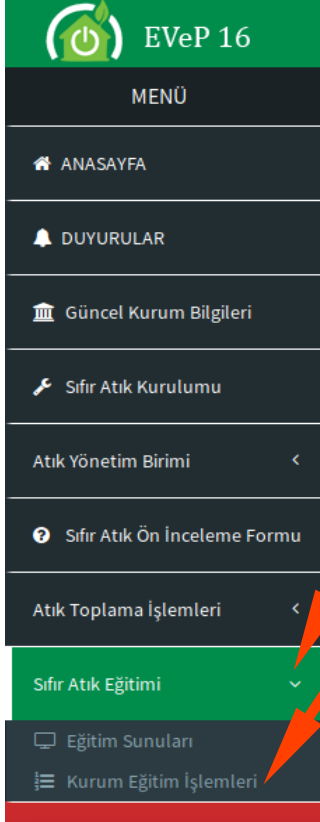 EVeP 16
MENÜ
ANASAYFA
DUYURULAR
Güncel Kurum Bilgileri
Sıfır Atık Kurulumu
Atık Yönetim Birimi
Sıfır Atık Ön İnceleme Formu
Atık Toplama İşlemleri
Sıfır Atık Eğitimi
Eğitim Sunuları
Kurum Eğitim İşlemleri